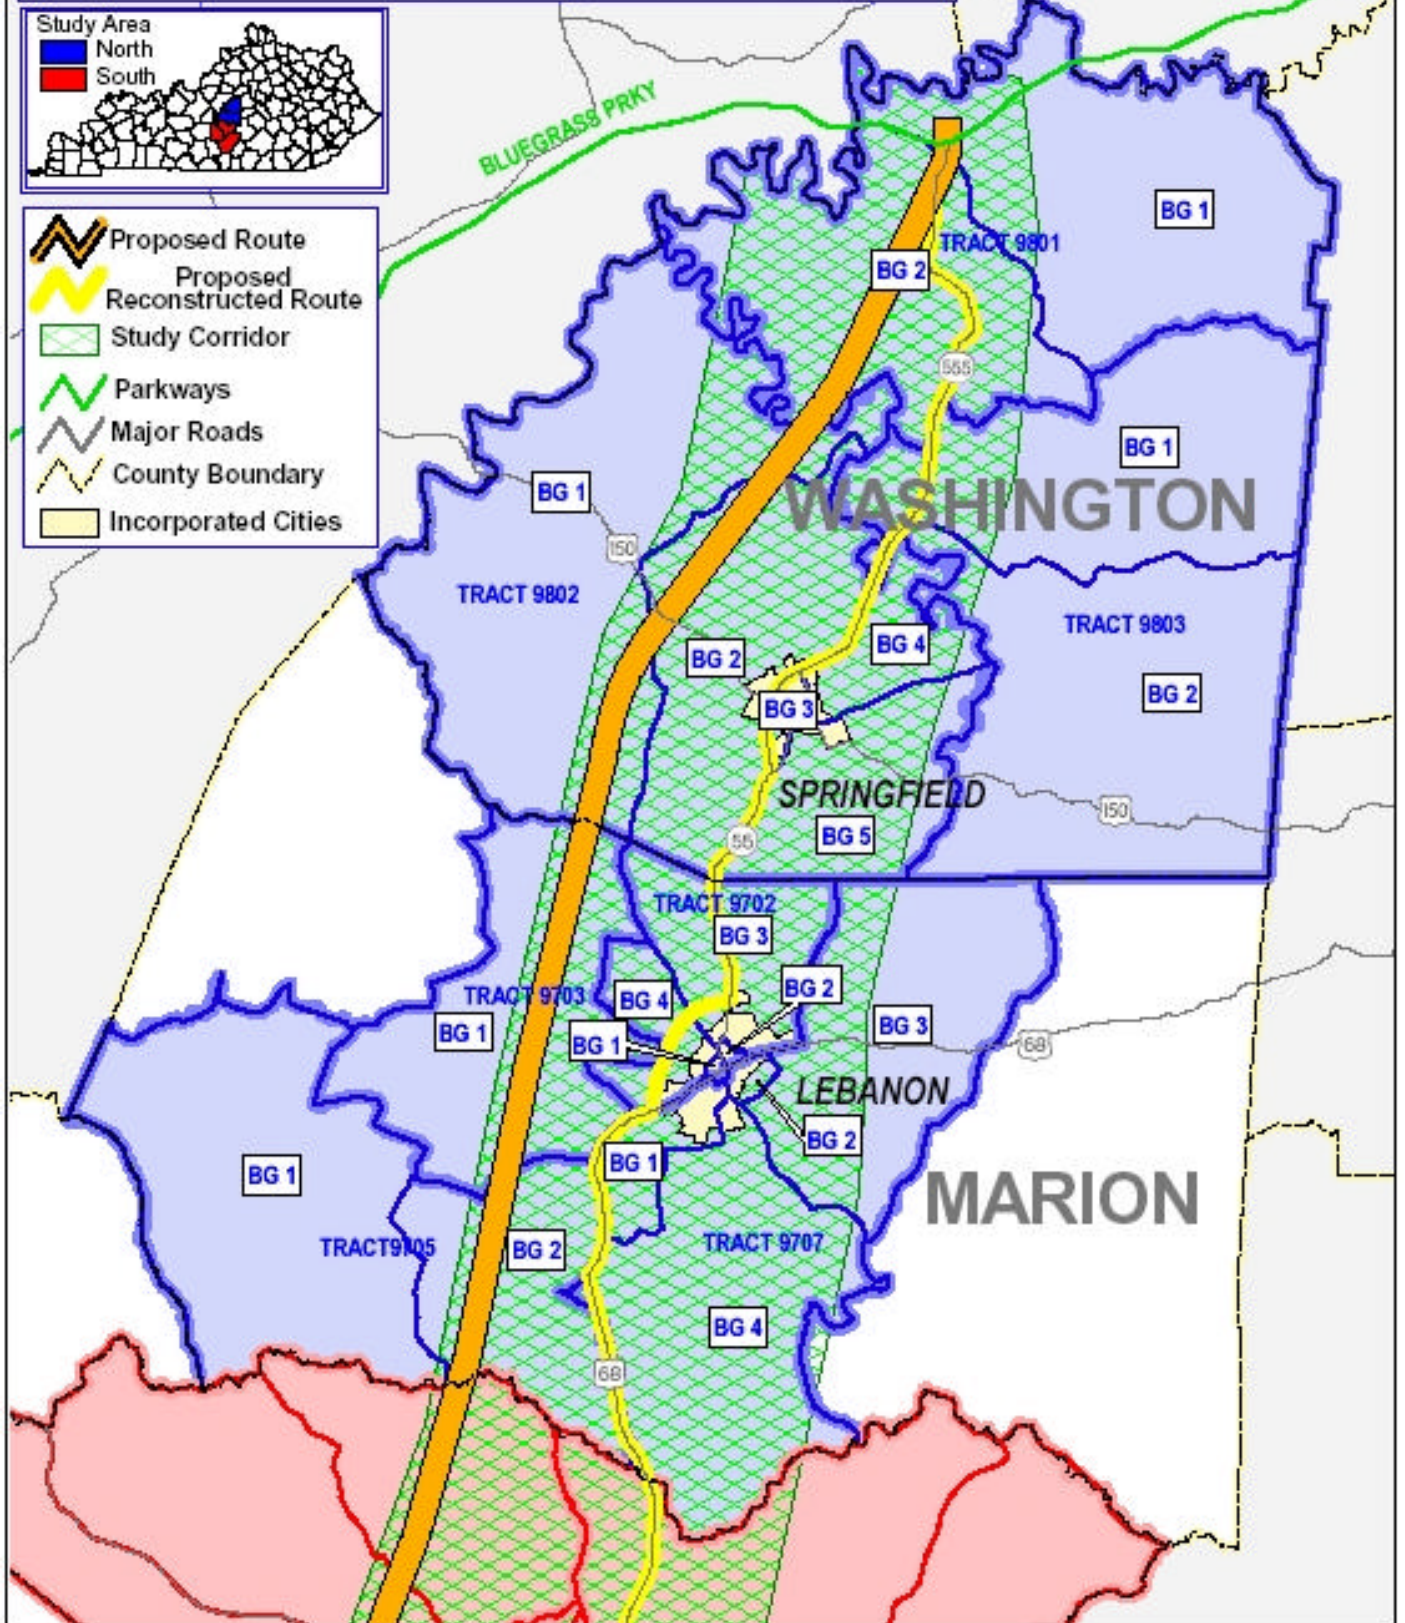 Study Area
North
South
BLUEGRASS PRKY
Proposed Route
Proposed
Reconstructed Route
Study Corridor
Parkways
Major Roads
County Boundary
Incorporated Cities
BG 1
TRACT 9801
BG 2
555
BG 1
BG 1
WASHINGTON
150
TRACT 9802
TRACT 9803
BG 4
BG 2
BG 2
BG 3
SPRINGFIELD
150
BG 5
55
TRACT 9702
BG 3
BG 2
TRACT 9703
BG 4
BG 3
BG 1
BG 1
68
LEBANON
BG 2
BG 1
BG 1
MARION
TRACT9705
BG 2
TRACT 9707
BG 4
68